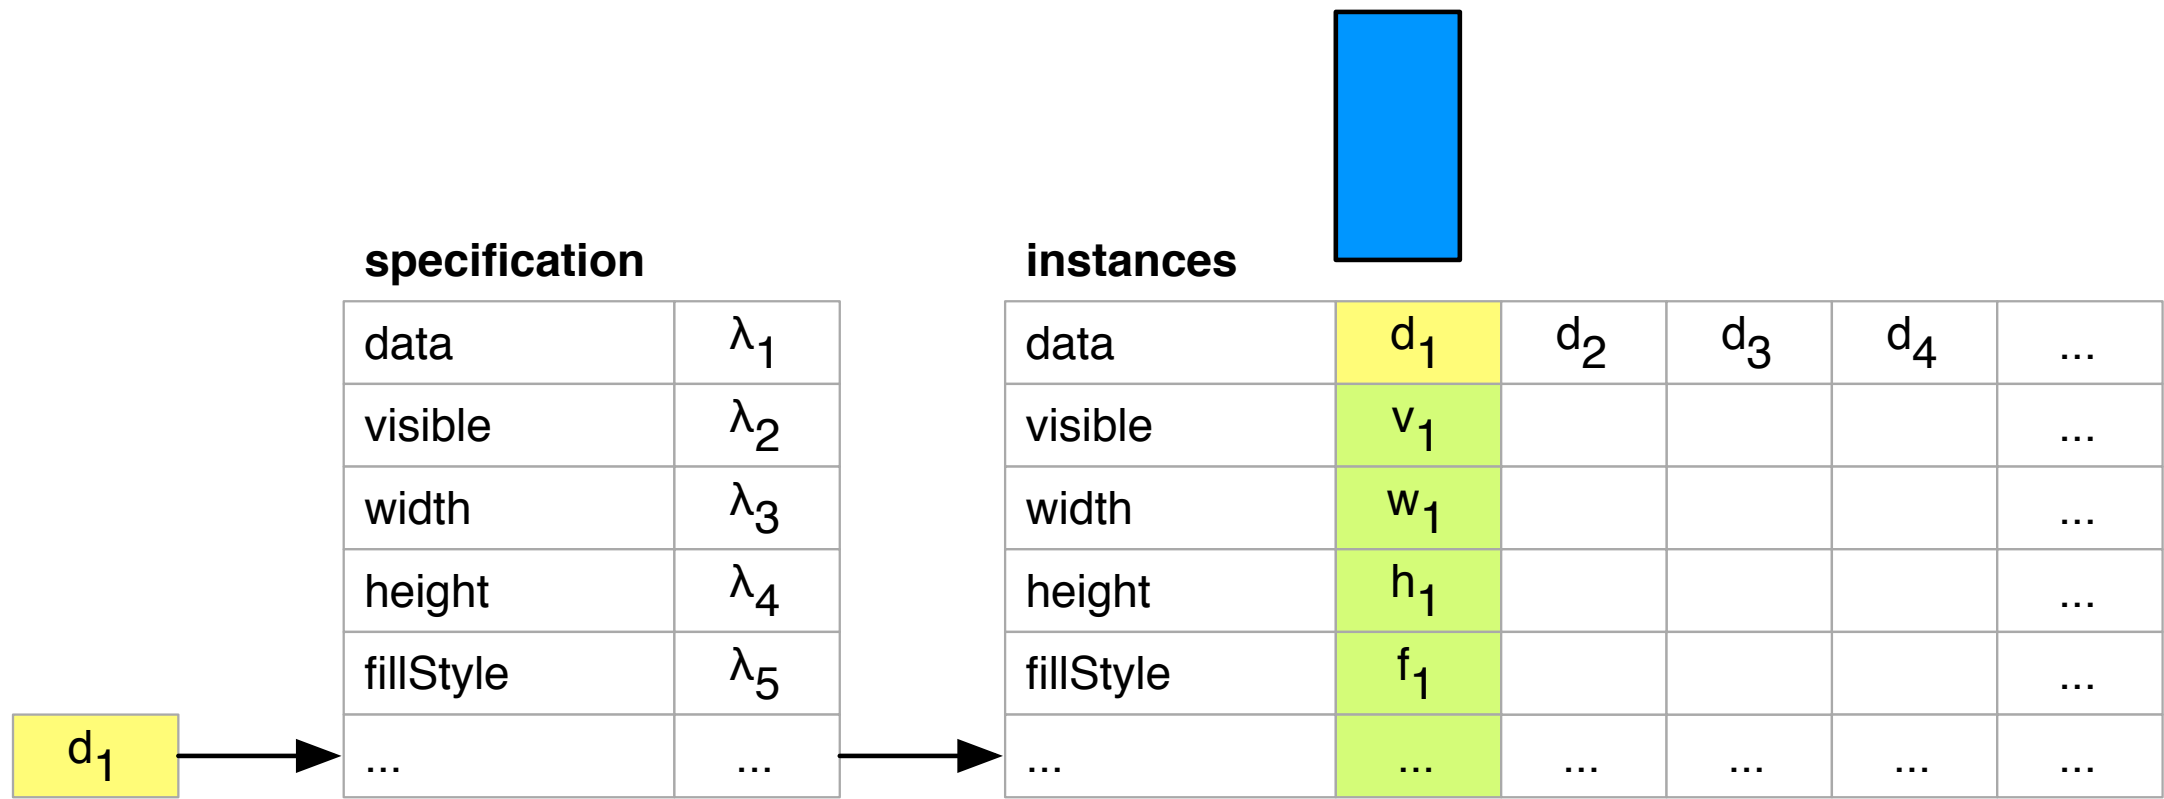 specification
data λ1
visible λ2
width λ3
height λ4
fillStyle λ5
... ...
d1
instances
data d1 d2 d3 d4 ...
visible v1 ...
width w1 ...
height h1 ...
fillStyle f1 ...
... ... ... ... ... ...